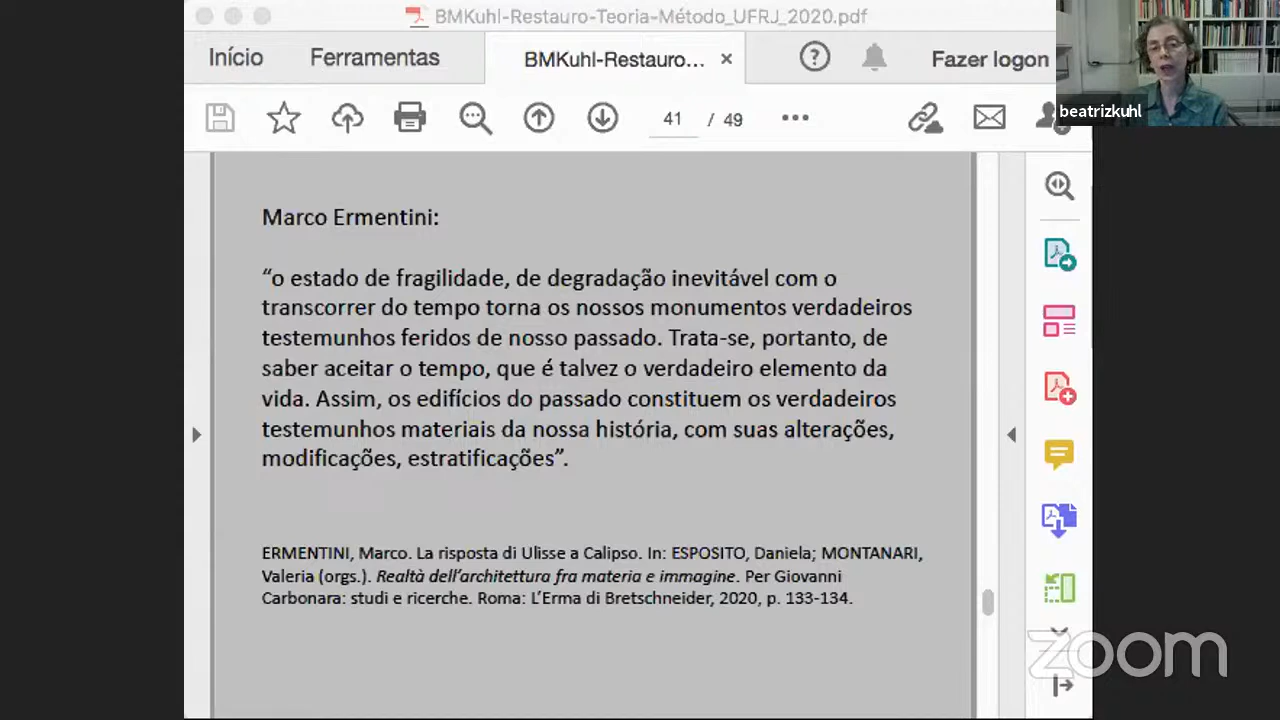 BMKuhl-Restauro-Teoria-Método_UFRJ_2020.pdf
Início Ferramentas BMKuhl-Restauro... × Fazer logon
41 / 49
beatrizkuhl
Marco Ermentini:
“o estado de fragilidade, de degradação inevitável com o
transcorrer do tempo torna os nossos monumentos verdadeiros
testemunhos feridos de nosso passado. Trata-se, portanto, de
saber aceitar o tempo, que é talvez o verdadeiro elemento da
vida. Assim, os edifícios do passado constituem os verdadeiros
testemunhos materiais da nossa história, com suas alterações,
modificações, estratificações”.
ERMENTINI, Marco. La risposta di Ulisse a Calipso. In: ESPOSITO, Daniela; MONTANARI,
Valeria (orgs.). Realtà dell’architettura fra materia e immagine. Per Giovanni
Carbonara: studi e ricerche. Roma: L’Erma di Bretschneider, 2020, p. 133-134.
zoom